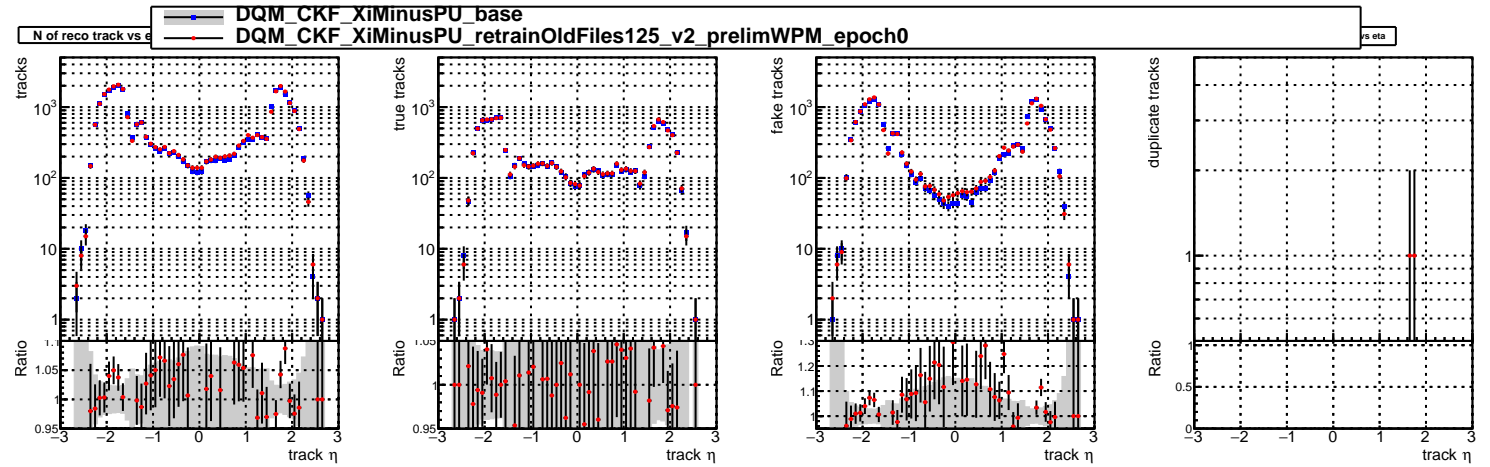 DQM_CKF_XiMinusPU_base
DQM_CKF_XiMinusPU_retrainOldFiles125_v2_prelimWPM_epoch0
N of reco track vs e
vs eta
tracks
10³
10²
10
1
Ratio
1.1
1.05
1
0.95
−3 −2 −1 0 1 2 3
track η
true tracks
10³
10²
10
1
Ratio
1.05
1
0.95
−3 −2 −1 0 1 2 3
track η
fake tracks
10³
10²
10
1
Ratio
1.3
1.2
1.1
1
−3 −2 −1 0 1 2 3
track η
duplicate tracks
1
Ratio
1
0.5
0
−3 −2 −1 0 1 2 3
track η